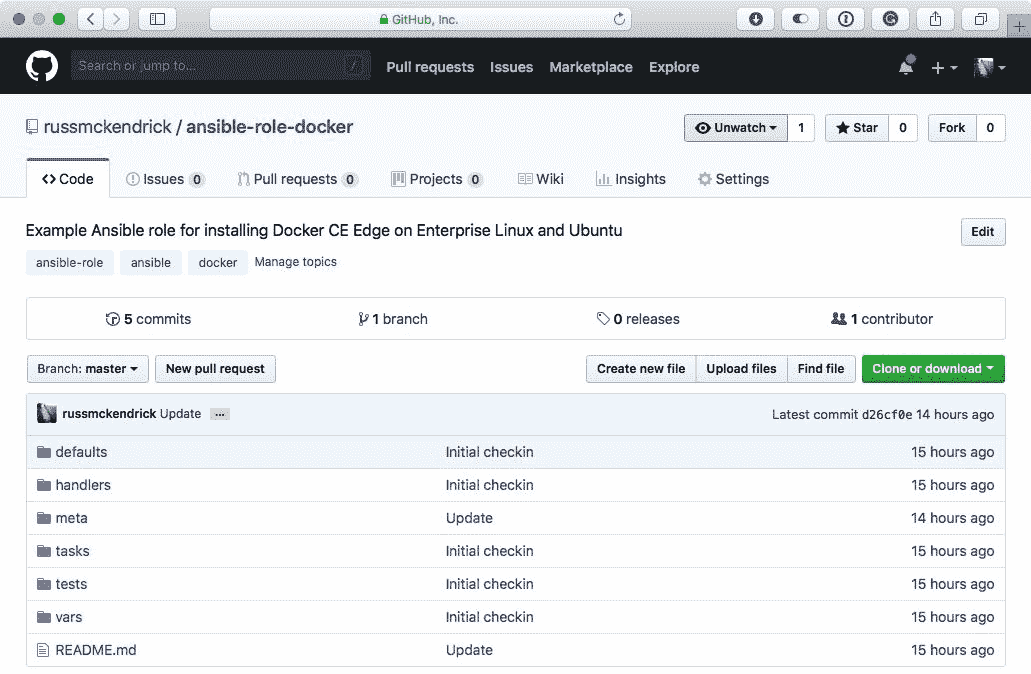 GitHub, Inc.
Search or jump to... / Pull requests Issues Marketplace Explore
russmckendrick / ansible-role-docker Unwatch 1 Star 0 Fork 0
Code Issues 0 Pull requests 0 Projects 0 Wiki Insights Settings
Example Ansible role for installing Docker CE Edge on Enterprise Linux and Ubuntu Edit
ansible-role ansible docker Manage topics
5 commits 1 branch 0 releases 1 contributor
Branch: master New pull request Create new file Upload files Find file Clone or download
russmckendrick Update ... Latest commit d26cf0e 14 hours ago
defaults Initial checkin 15 hours ago
handlers Initial checkin 15 hours ago
meta Update 14 hours ago
tasks Initial checkin 15 hours ago
tests Initial checkin 15 hours ago
vars Initial checkin 15 hours ago
README.md Update 15 hours ago